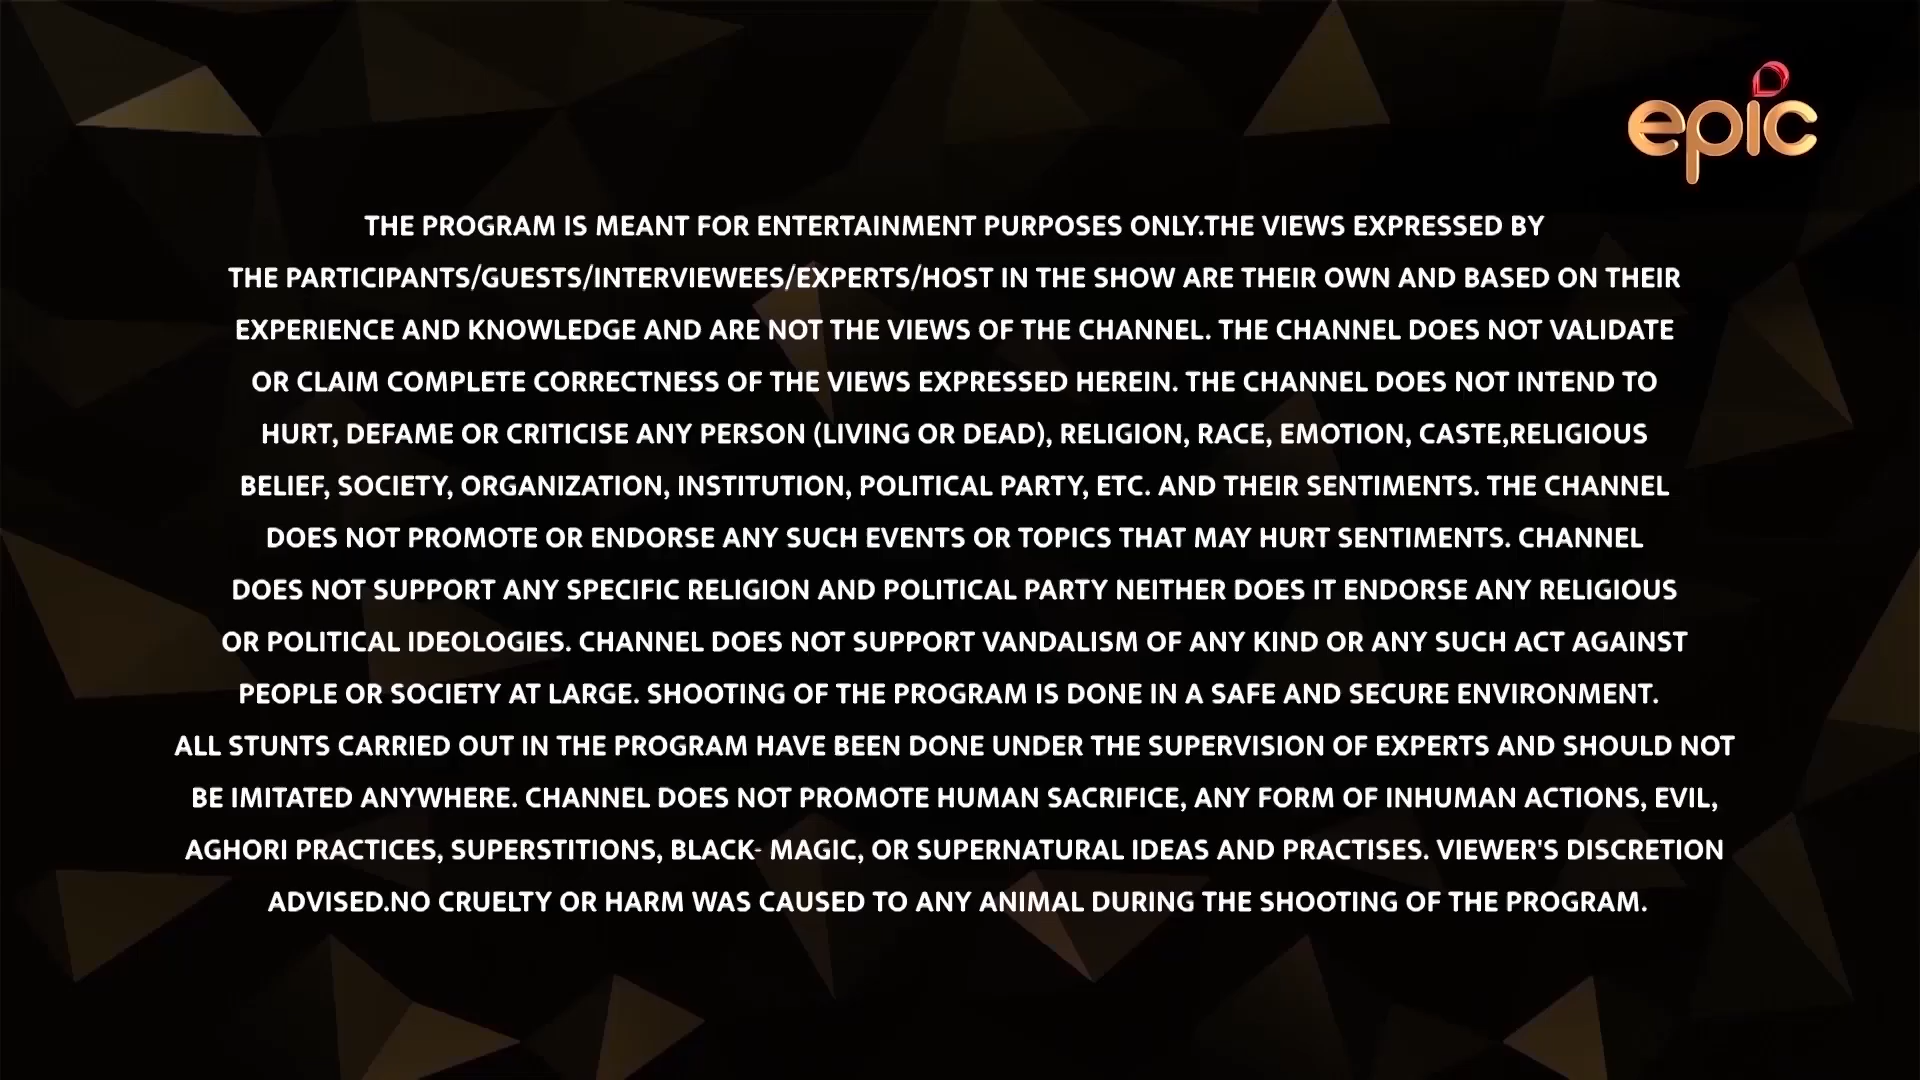 epic
THE PROGRAM IS MEANT FOR ENTERTAINMENT PURPOSES ONLY.THE VIEWS EXPRESSED BY
THE PARTICIPANTS/GUESTS/INTERVIEWEES/EXPERTS/HOST IN THE SHOW ARE THEIR OWN AND BASED ON THEIR
EXPERIENCE AND KNOWLEDGE AND ARE NOT THE VIEWS OF THE CHANNEL. THE CHANNEL DOES NOT VALIDATE
OR CLAIM COMPLETE CORRECTNESS OF THE VIEWS EXPRESSED HEREIN. THE CHANNEL DOES NOT INTEND TO
HURT, DEFAME OR CRITICISE ANY PERSON (LIVING OR DEAD), RELIGION, RACE, EMOTION, CASTE,RELIGIOUS
BELIEF, SOCIETY, ORGANIZATION, INSTITUTION, POLITICAL PARTY, ETC. AND THEIR SENTIMENTS. THE CHANNEL
DOES NOT PROMOTE OR ENDORSE ANY SUCH EVENTS OR TOPICS THAT MAY HURT SENTIMENTS. CHANNEL
DOES NOT SUPPORT ANY SPECIFIC RELIGION AND POLITICAL PARTY NEITHER DOES IT ENDORSE ANY RELIGIOUS
OR POLITICAL IDEOLOGIES. CHANNEL DOES NOT SUPPORT VANDALISM OF ANY KIND OR ANY SUCH ACT AGAINST
PEOPLE OR SOCIETY AT LARGE. SHOOTING OF THE PROGRAM IS DONE IN A SAFE AND SECURE ENVIRONMENT.
ALL STUNTS CARRIED OUT IN THE PROGRAM HAVE BEEN DONE UNDER THE SUPERVISION OF EXPERTS AND SHOULD NOT
BE IMITATED ANYWHERE. CHANNEL DOES NOT PROMOTE HUMAN SACRIFICE, ANY FORM OF INHUMAN ACTIONS, EVIL,
AGHORI PRACTICES, SUPERSTITIONS, BLACK- MAGIC, OR SUPERNATURAL IDEAS AND PRACTISES. VIEWER'S DISCRETION
ADVISED.NO CRUELTY OR HARM WAS CAUSED TO ANY ANIMAL DURING THE SHOOTING OF THE PROGRAM.